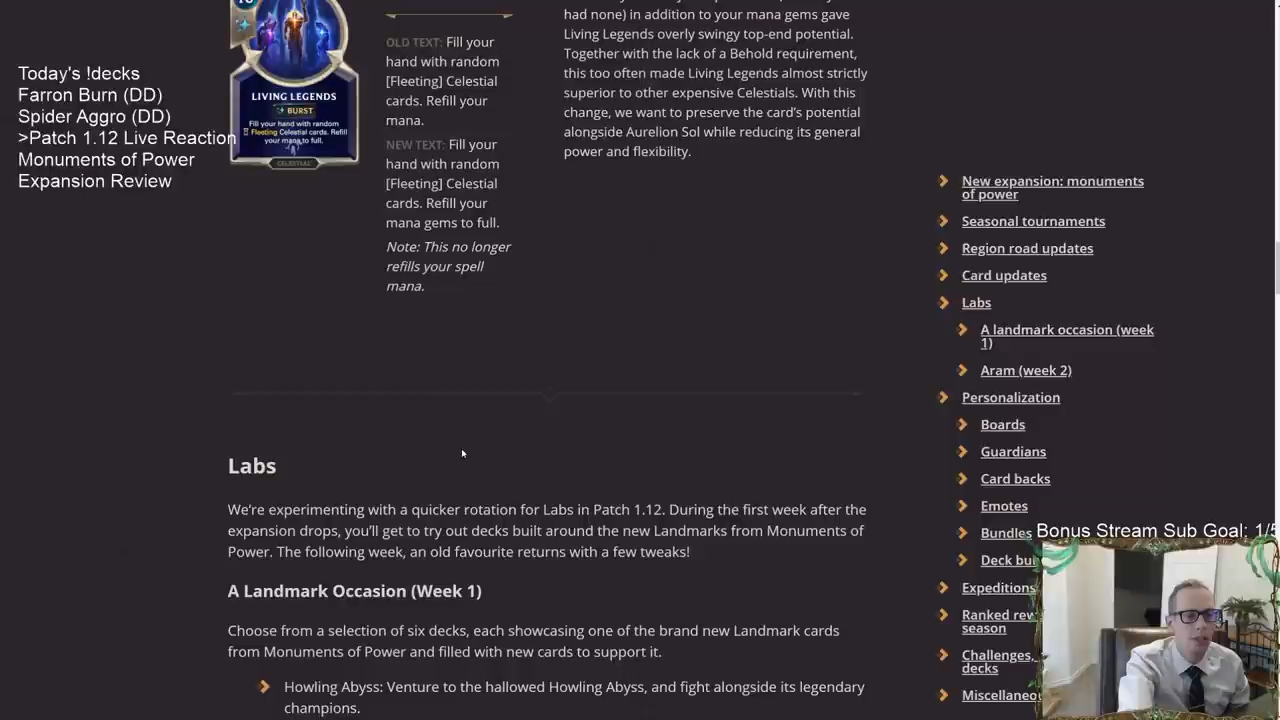 had none) in addition to your mana gems gave
Living Legends overly swingy top-end potential.
Together with the lack of a Behold requirement,
this too often made Living Legends almost strictly
superior to other expensive Celestials. With this
change, we want to preserve the card's potential
alongside Aurelion Sol while reducing its general
power and flexibility.
OLD TEXT: Fill your
hand with random
[Fleeting] Celestial
cards. Refill your
mana.
NEW TEXT: Fill your
hand with random
[Fleeting] Celestial
cards. Refill your
mana gems to full.
Note: This no longer
refills your spell
mana.
LIVING LEGENDS
BURST
Fill your hand with random
Fleeting Celestial cards. Refill
your mana to full.
CELESTIAL
Today's !decks
Farron Burn (DD)
Spider Aggro (DD)
>Patch 1.12 Live Reaction
Monuments of Power
Expansion Review
Labs
We're experimenting with a quicker rotation for Labs in Patch 1.12. During the first week after the
expansion drops, you'll get to try out decks built around the new Landmarks from Monuments of
Power. The following week, an old favourite returns with a few tweaks!
A Landmark Occasion (Week 1)
Choose from a selection of six decks, each showcasing one of the brand new Landmark cards
from Monuments of Power and filled with new cards to support it.
Howling Abyss: Venture to the hallowed Howling Abyss, and fight alongside its legendary
champions.
New expansion: monuments
of power
Seasonal tournaments
Region road updates
Card updates
Labs
A landmark occasion (week
1)
Aram (week 2)
Personalization
Boards
Guardians
Card backs
Emotes
Bundles
Deck bu
Expeditions
Ranked rew
season
Challenges,
decks
Miscellaneo
Bonus Stream Sub Goal: 1/5